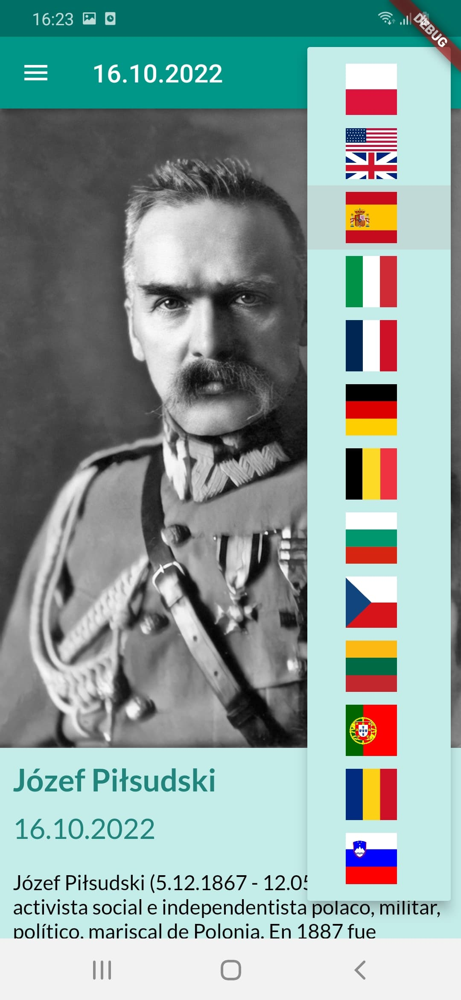 16:23
DEBUG
16.10.2022
Józef Piłsudski
16.10.2022
Józef Piłsudski (5.12.1867 - 12.05
activista social e independentista polaco, militar,
político, mariscal de Polonia. En 1887 fue